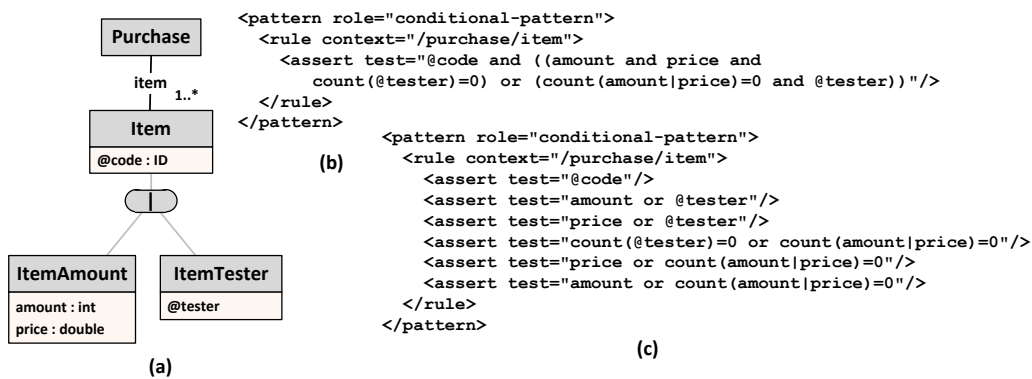 Purchase
item
1..*
Item
@code : ID
|
ItemAmount
amount : int
price : double
ItemTester
@tester
(a)
<pattern role="conditional-pattern">
<rule context="/purchase/item">
<assert test="@code and ((amount and price and
count(@tester)=0) or (count(amount|price)=0 and @tester))"/>
</rule>
</pattern>
(b)
<pattern role="conditional-pattern">
<rule context="/purchase/item">
<assert test="@code"/>
<assert test="amount or @tester"/>
<assert test="price or @tester"/>
<assert test="count(@tester)=0 or count(amount|price)=0"/>
<assert test="price or count(amount|price)=0"/>
<assert test="amount or count(amount|price)=0"/>
</rule>
</pattern>
(c)